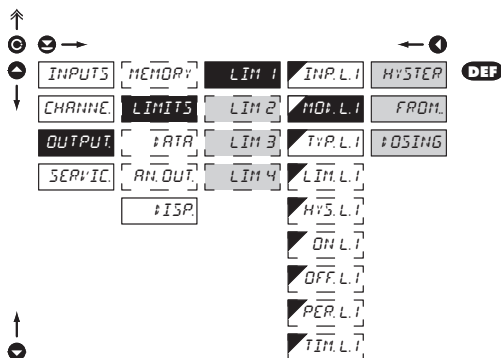 INPUTS MEMORY LIM 1 INP. L. 1 HYSTER DEF
CHANNE. LIMITS LIM 2 MOD. L. 1 FROM..
OUTPUT. DATA LIM 3 TYP. L. 1 DOSING
SERVIC. AN. OUT. LIM 4 LIM. L. 1
DISP. HYS. L. 1
ON L. 1
OFF. L. 1
PER. L. 1
TIM. L. 1